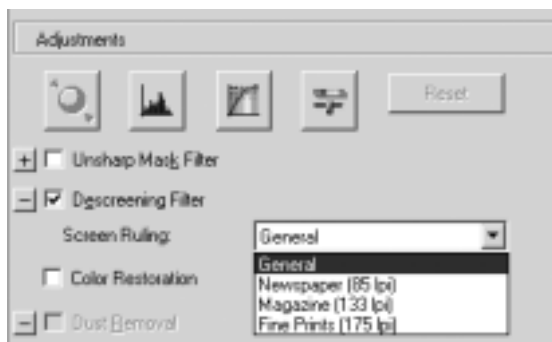 Adjustments
Reset
Unsharp Mask Filter
Descreening Filter
Screen Ruling: General
General
Newspaper (85 lpi)
Color Restoration
Magazine (133 lpi)
Fine Prints (175 lpi)
Dust Removal